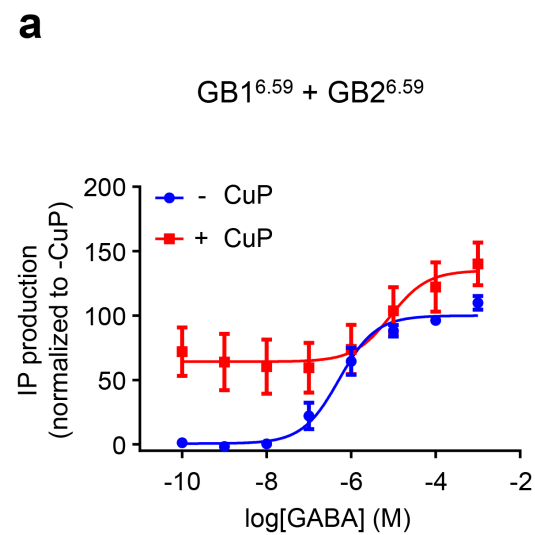 a
GB1^6.59 + GB2^6.59
200
150
100
50
0
- CuP
+ CuP
IP production
(normalized to -CuP)
-10
-8
-6
-4
-2
log[GABA] (M)